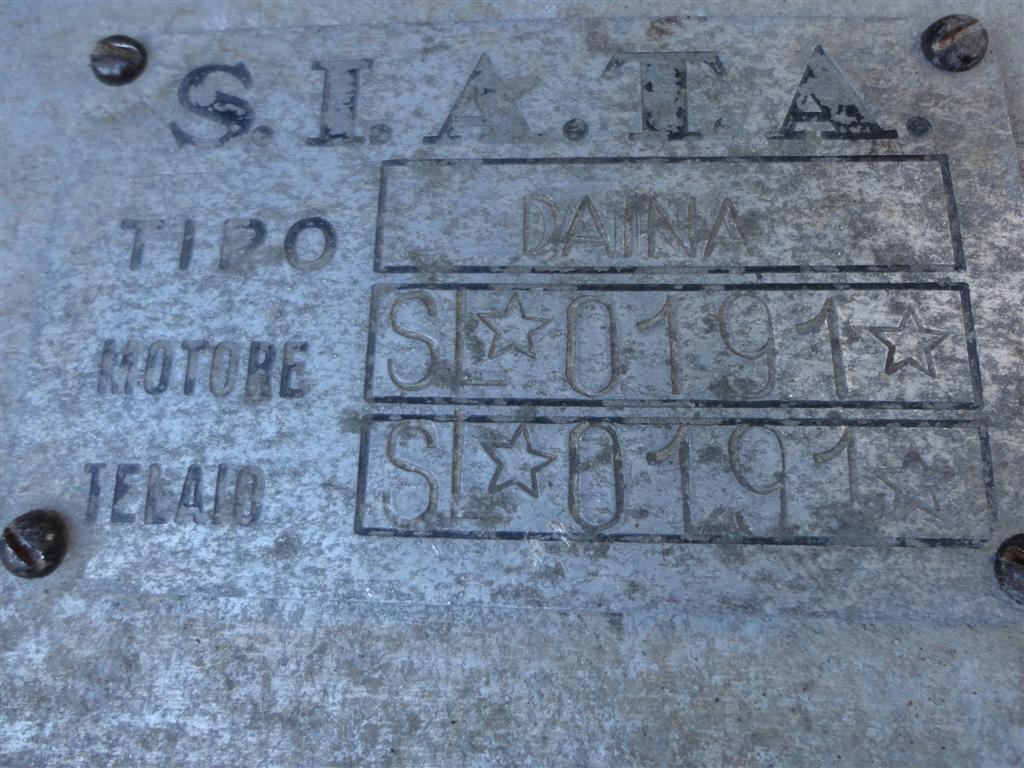 S.I.A.T.A.
TIPO DAINA
MOTORE SL☆0191☆
TELAIO SL☆0191☆